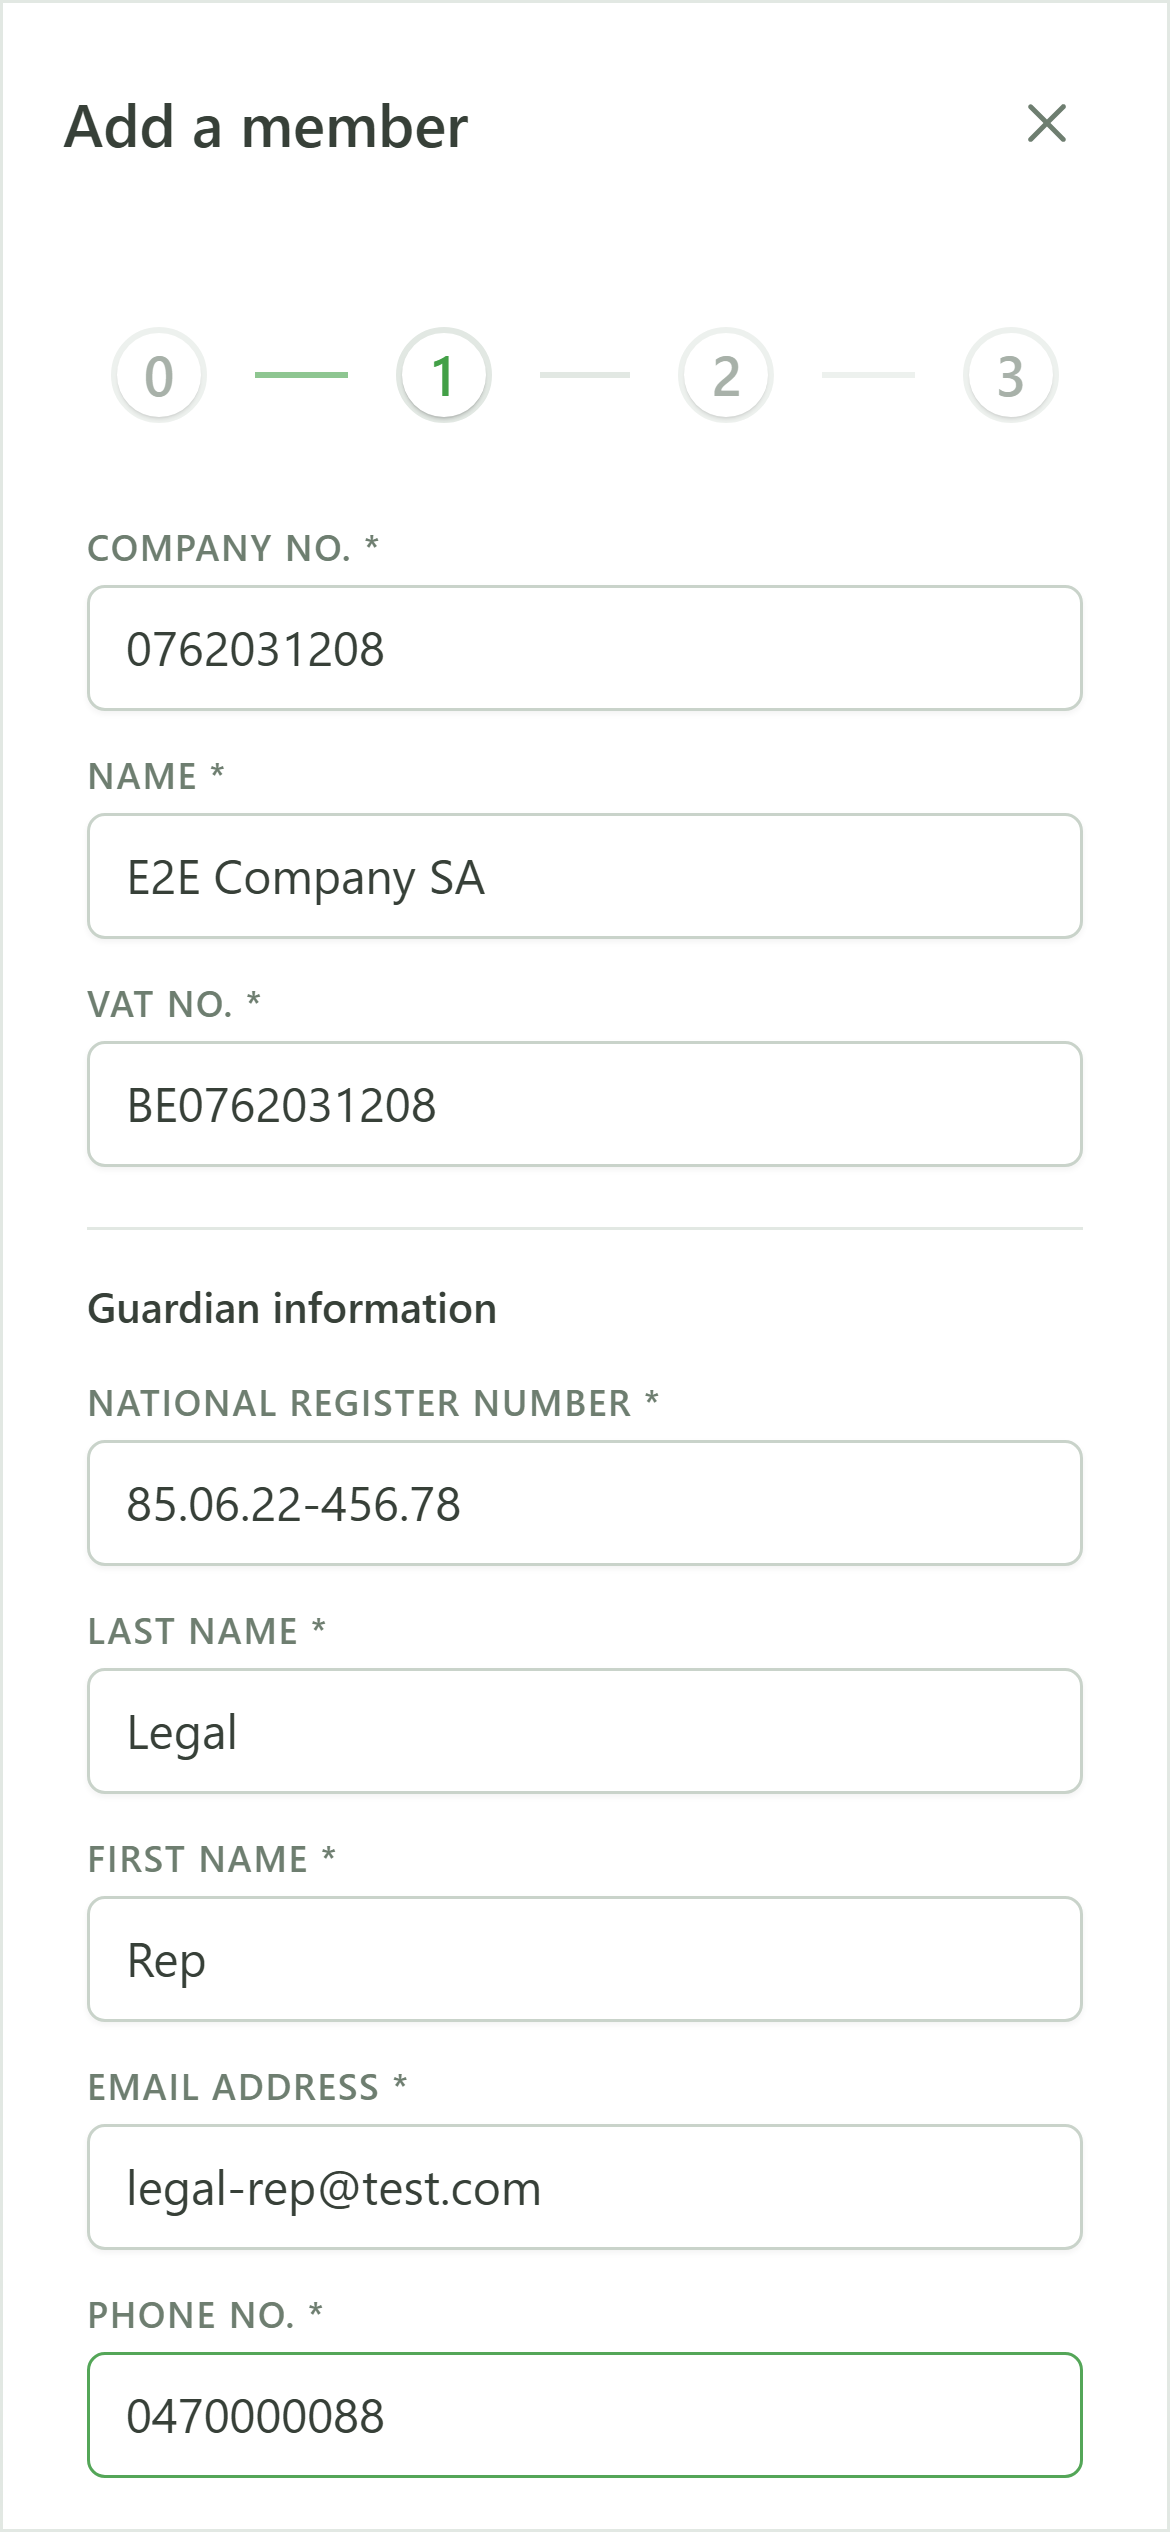 Add a member
0 1 2 3
COMPANY NO. *
0762031208
NAME *
E2E Company SA
VAT NO. *
BE0762031208
Guardian information
NATIONAL REGISTER NUMBER *
85.06.22-456.78
LAST NAME *
Legal
FIRST NAME *
Rep
EMAIL ADDRESS *
legal-rep@test.com
PHONE NO. *
0470000088